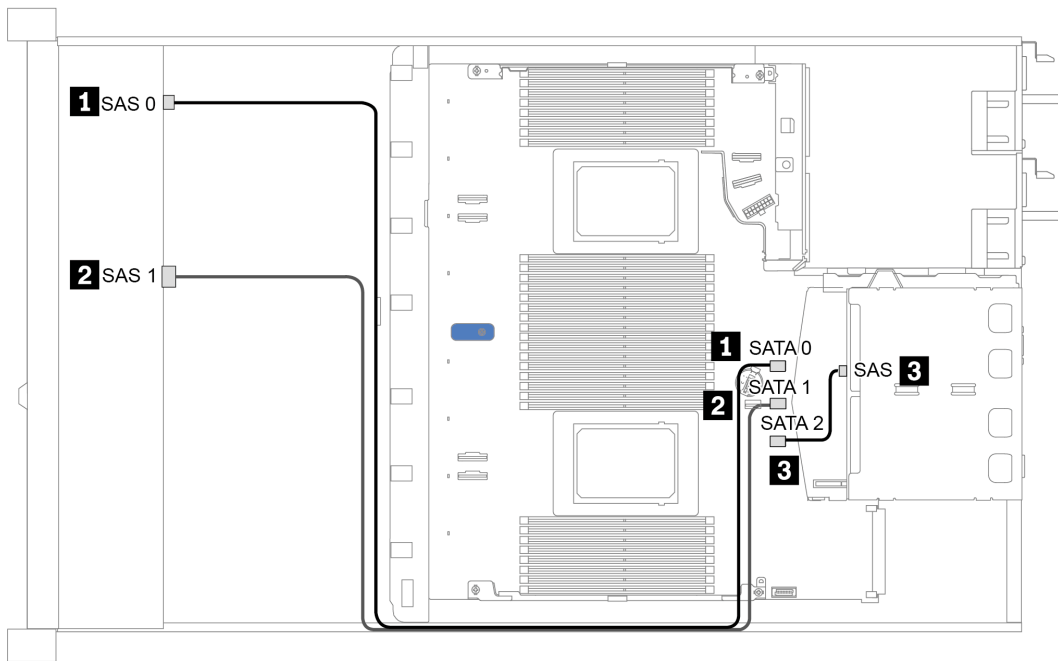 1 SAS 0
2 SAS 1
1 SATA 0
SAS 3
2 SATA 1
SATA 2
3